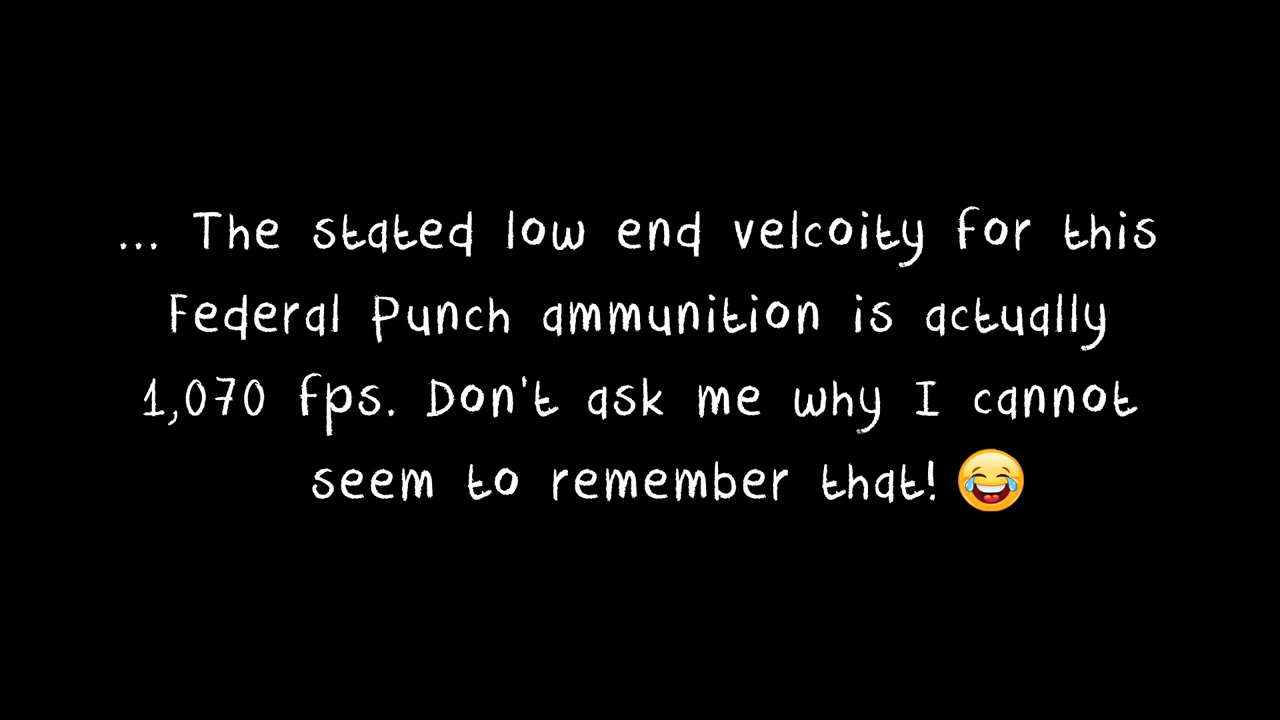 ... The stated low end velcoity for this
Federal Punch ammunition is actually
1,070 fps. Don't ask me why I cannot
seem to remember that! 😂